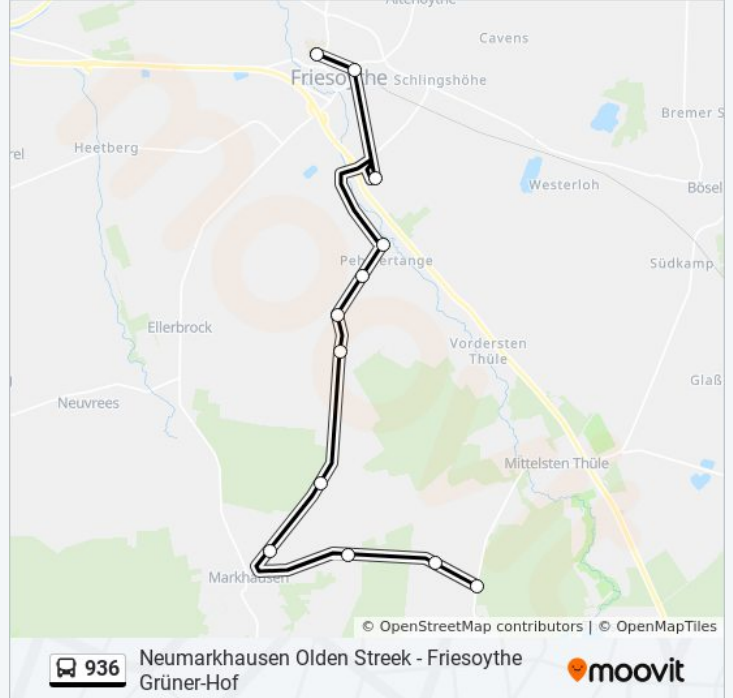 Altenoythe
Cavens
Friesoythe
Schlingshöhe
Bremer S
Heetberg
rel
Westerloh
Bösel
Pehmertange
Südkamp
Ellerbrock
Vordersten
Thüle
Glaß
Neuvrees
Mittelsten Thüle
Markhausen
© OpenStreetMap contributors | © OpenMapTiles
936
Neumarkhausen Olden Streek - Friesoythe
Grüner-Hof
moovit